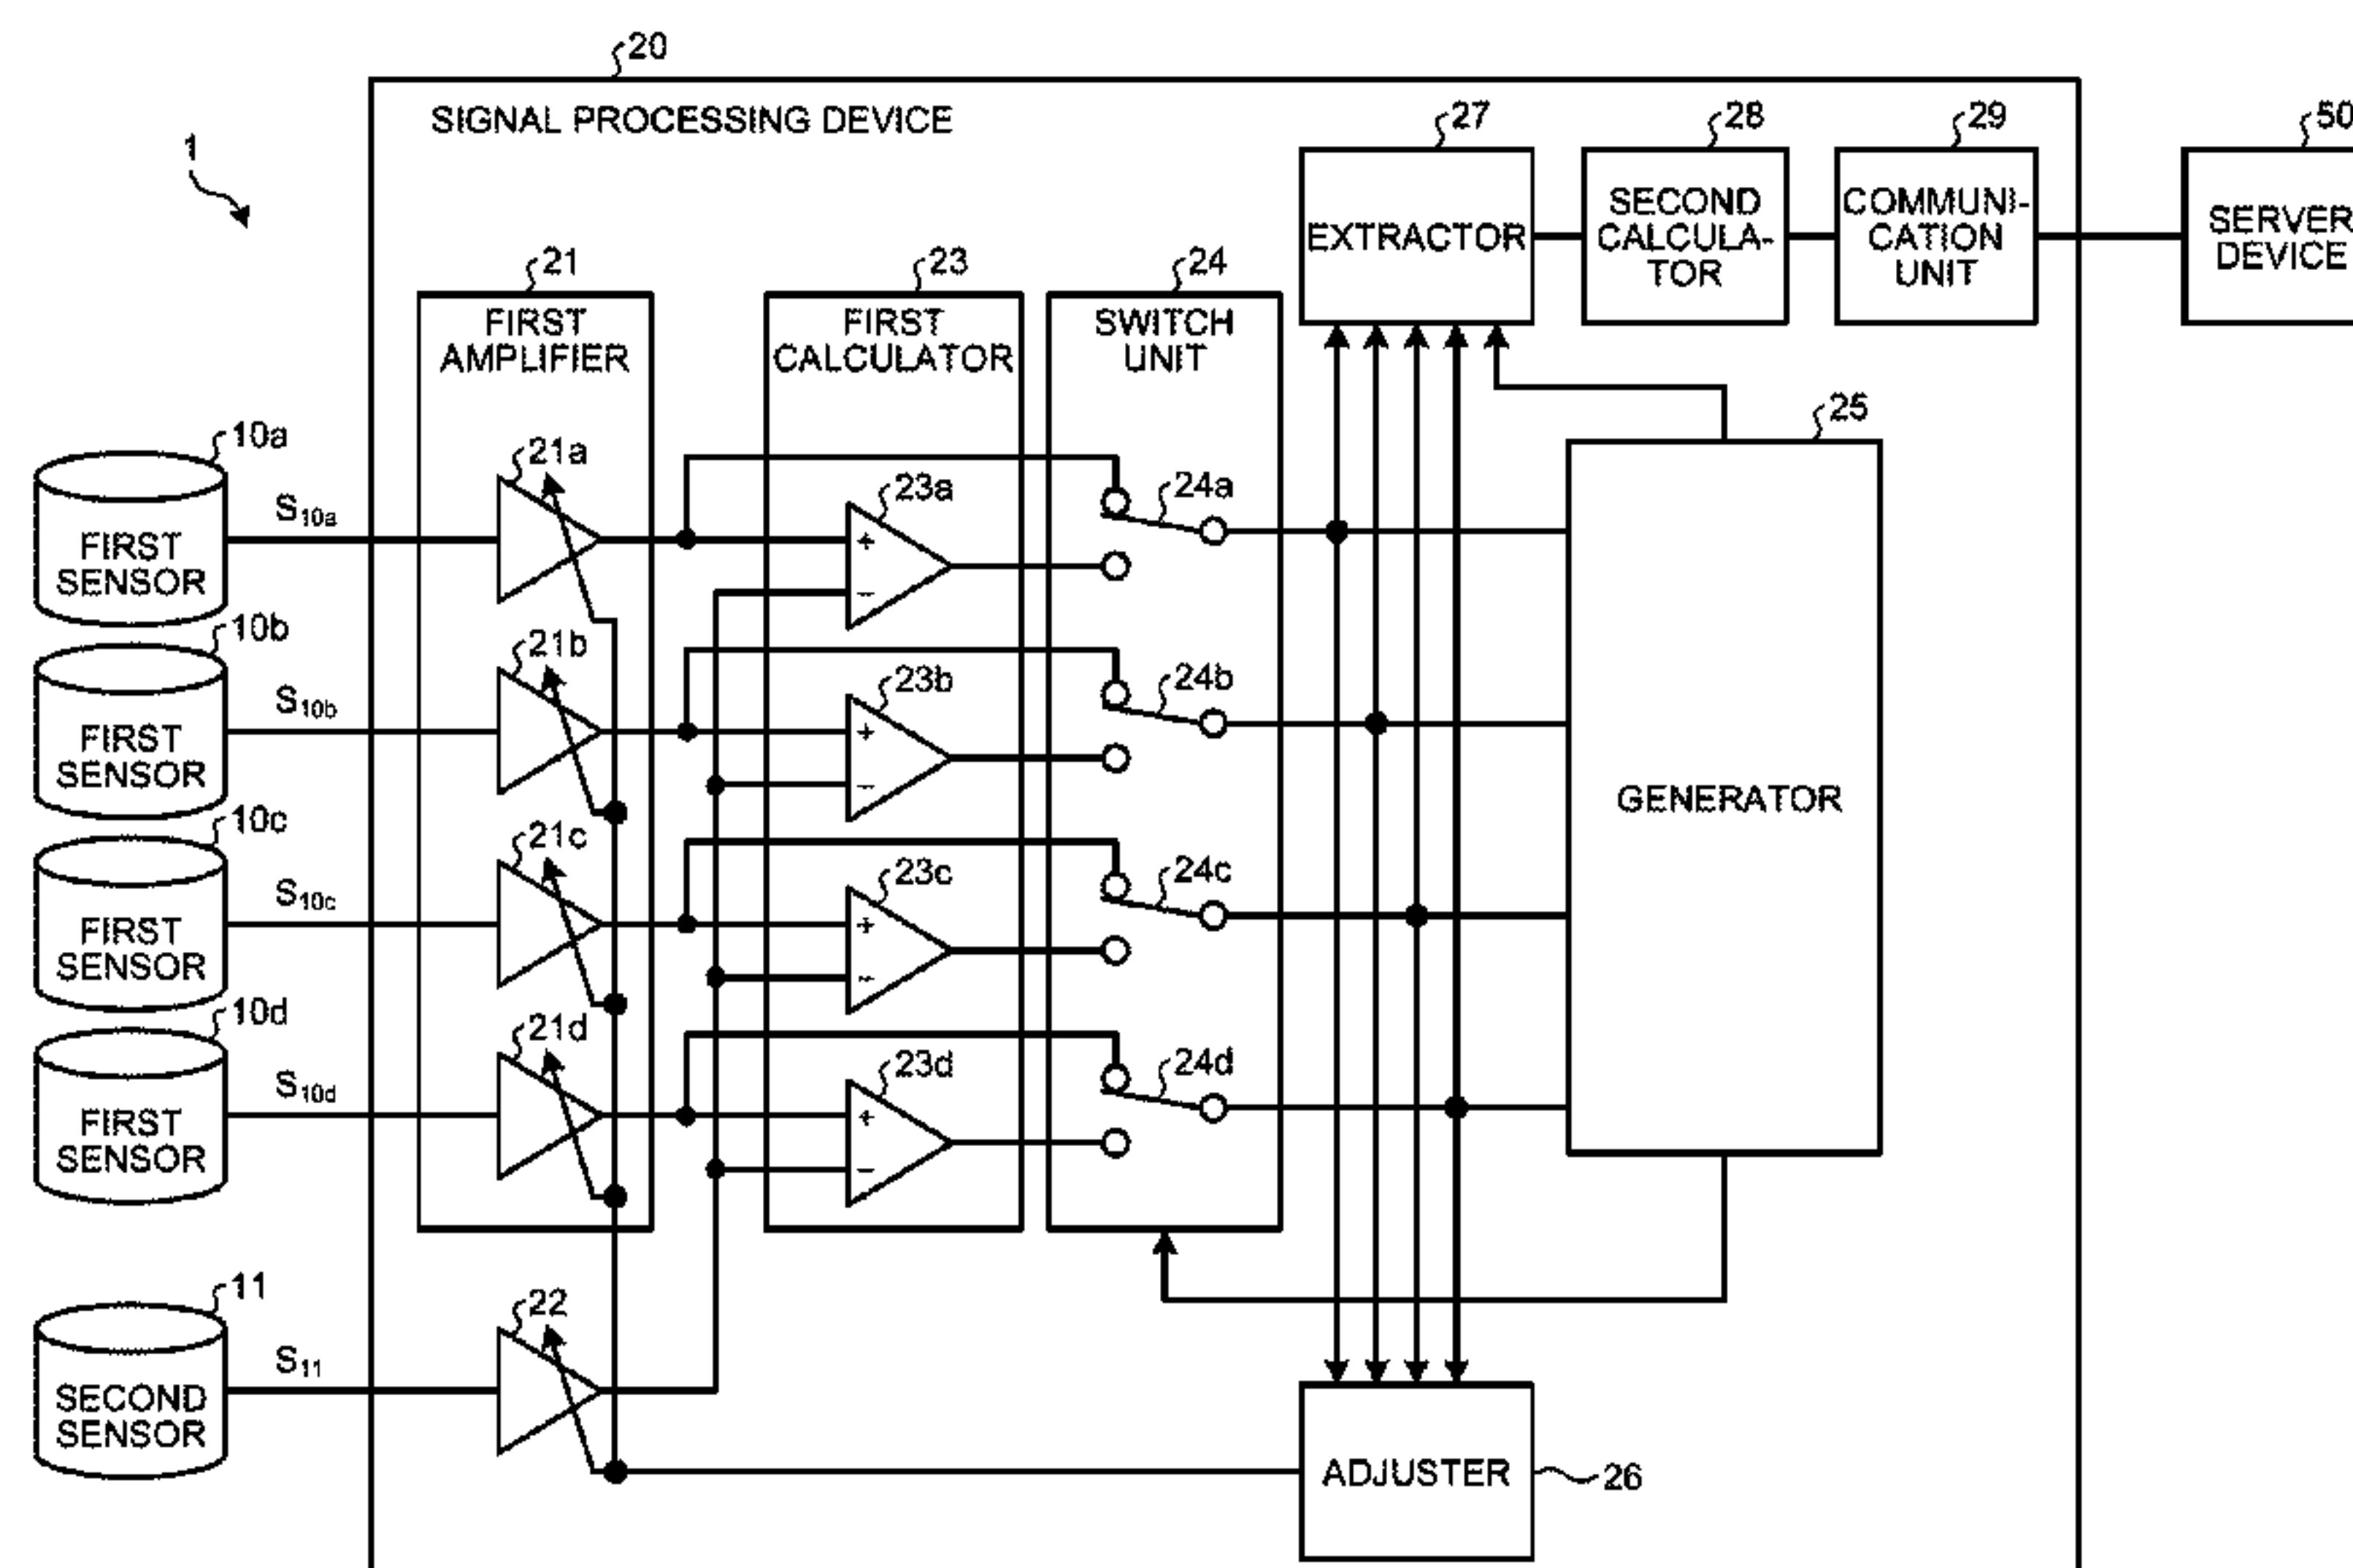 20
SIGNAL PROCESSING DEVICE
1
27
28
29
50
EXTRACTOR
SECOND
CALCULA-
TOR
COMMUNI-
CATION
UNIT
SERVER
DEVICE
21
23
24
FIRST
AMPLIFIER
FIRST
CALCULATOR
SWITCH
UNIT
25
GENERATOR
10a
FIRST
SENSOR
S10a
21a
+
-
23a
24a
10b
FIRST
SENSOR
S10b
21b
+
-
23b
24b
10c
FIRST
SENSOR
S10c
21c
+
-
23c
24c
10d
FIRST
SENSOR
S10d
21d
+
-
23d
24d
11
SECOND
SENSOR
S11
22
ADJUSTER
26